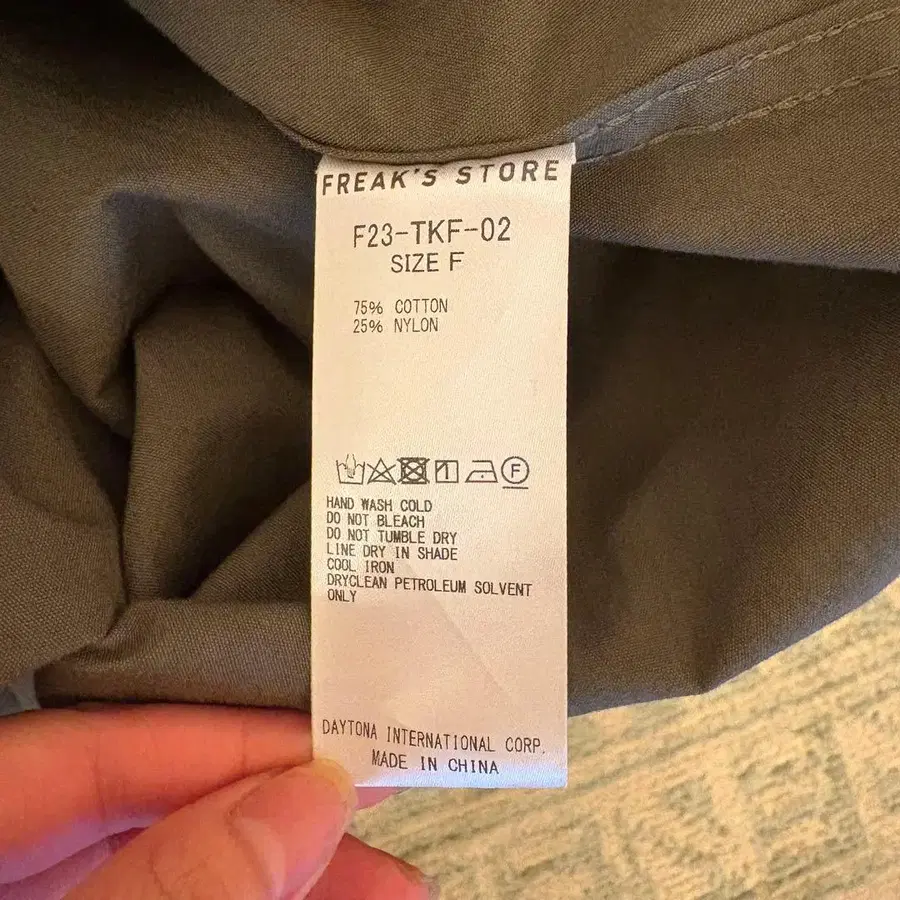 FREAK'S STORE
F23-TKF-02
SIZE F
75% COTTON
25% NYLON
F
HAND WASH COLD
DO NOT BLEACH
DO NOT TUMBLE DRY
LINE DRY IN SHADE
COOL IRON
DRYCLEAN PETROLEUM SOLVENT
ONLY
DAYTONA INTERNATIONAL CORP.
MADE IN CHINA